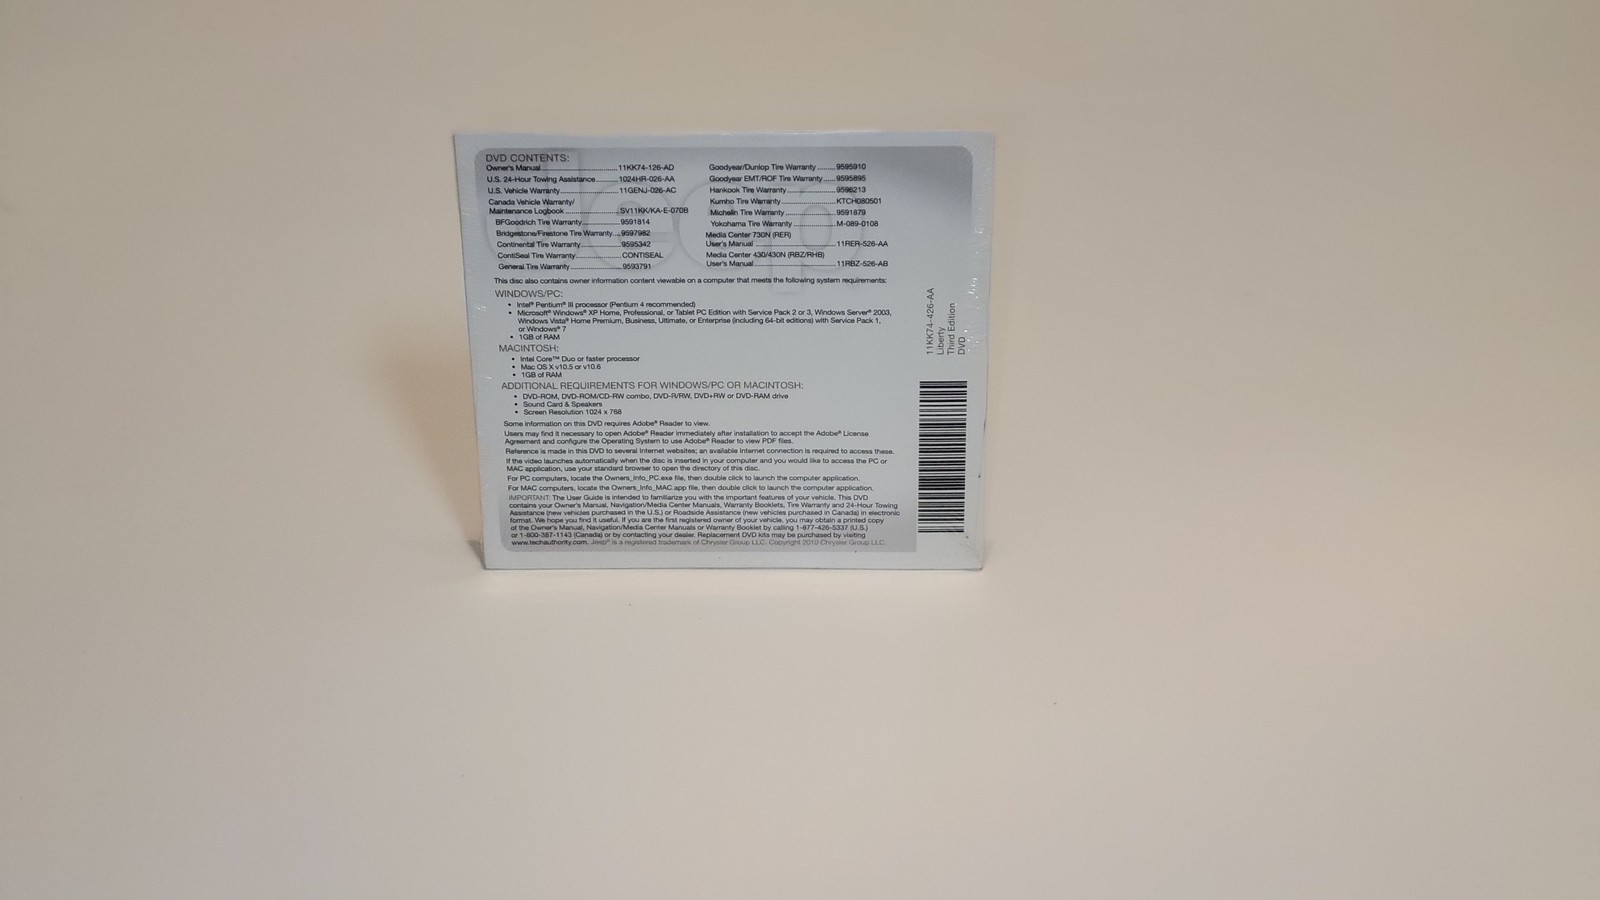 DVD CONTENTS:
Owner's Manual..............................11KK74-126-AD
U.S. 24-Hour Towing Assistance..........1024HR-026-AA
U.S. Vehicle Warranty.........................11GENJ-026-AC
Canada Vehicle Warranty/
Maintenance Logbook ......................SV11KK/KA-E-070B
BFGoodrich Tire Warranty.................9591814
Bridgestone/Firestone Tire Warranty....9597982
Continental Tire Warranty..................9595342
ContiSeal Tire Warranty....................CONTISEAL
General Tire Warranty......................9593791
Goodyear/Dunlop Tire Warranty ........9595910
Goodyear EMT/ROF Tire Warranty .....9595895
Hankook Tire Warranty.....................9596213
Kumho Tire Warranty........................KTCH080501
Michelin Tire Warranty .....................9591879
Yokohama Tire Warranty ..................M-089-0108
Media Center 730N (RER)
User's Manual .................................11RER-526-AA
Media Center 430/430N (RBZ/RHB)
User's Manual.................................11RBZ-526-AB
Jeep
This disc also contains owner information content viewable on a computer that meets the following system requirements:
WINDOWS/PC:
• Intel® Pentium® III processor (Pentium 4 recommended)
• Microsoft® Windows® XP Home, Professional, or Tablet PC Edition with Service Pack 2 or 3, Windows Server® 2003,
Windows Vista® Home Premium, Business, Ultimate, or Enterprise (including 64-bit editions) with Service Pack 1,
or Windows® 7
• 1GB of RAM
MACINTOSH:
• Intel Core™ Duo or faster processor
• Mac OS X v10.5 or v10.6
• 1GB of RAM
ADDITIONAL REQUIREMENTS FOR WINDOWS/PC OR MACINTOSH:
• DVD-ROM, DVD-ROM/CD-RW combo, DVD-R/RW, DVD+RW or DVD-RAM drive
• Sound Card & Speakers
• Screen Resolution 1024 x 768
Some information on this DVD requires Adobe® Reader to view.
Users may find it necessary to open Adobe® Reader immediately after installation to accept the Adobe® License
Agreement and configure the Operating System to use Adobe® Reader to view PDF files.
Reference is made in this DVD to several Internet websites; an available Internet connection is required to access these.
If the video launches automatically when the disc is inserted in your computer and you would like to access the PC or
MAC application, use your standard browser to open the directory of this disc.
For PC computers, locate the Owners_Info_PC.exe file, then double click to launch the computer application.
For MAC computers, locate the Owners_Info_MAC.app file, then double click to launch the computer application.
IMPORTANT: The User Guide is intended to familiarize you with the important features of your vehicle. This DVD
contains your Owner's Manual, Navigation/Media Center Manuals, Warranty Booklets, Tire Warranty and 24-Hour Towing
Assistance (new vehicles purchased in the U.S.) or Roadside Assistance (new vehicles purchased in Canada) in electronic
format. We hope you find it useful. If you are the first registered owner of your vehicle, you may obtain a printed copy
of the Owner's Manual, Navigation/Media Center Manuals or Warranty Booklet by calling 1-877-426-5337 (U.S.)
or 1-800-387-1143 (Canada) or by contacting your dealer. Replacement DVD kits may be purchased by visiting
www.techauthority.com. Jeep® is a registered trademark of Chrysler Group LLC. Copyright 2010 Chrysler Group LLC.
11KK74-426-AA
Liberty
Third Edition
DVD